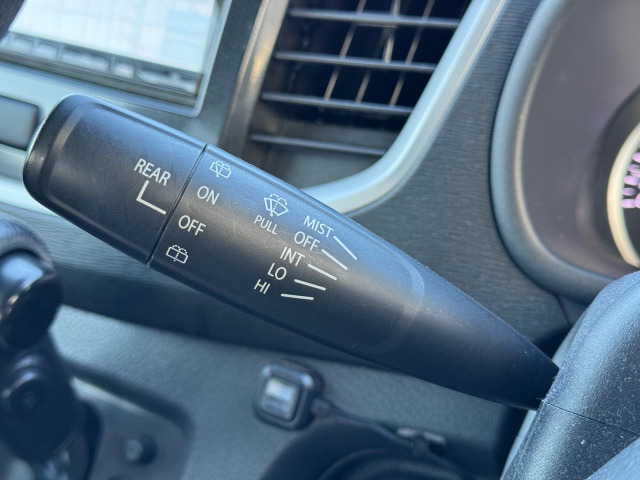 REAR
ON
OFF
PULL
MIST
OFF
INT
LO
HI